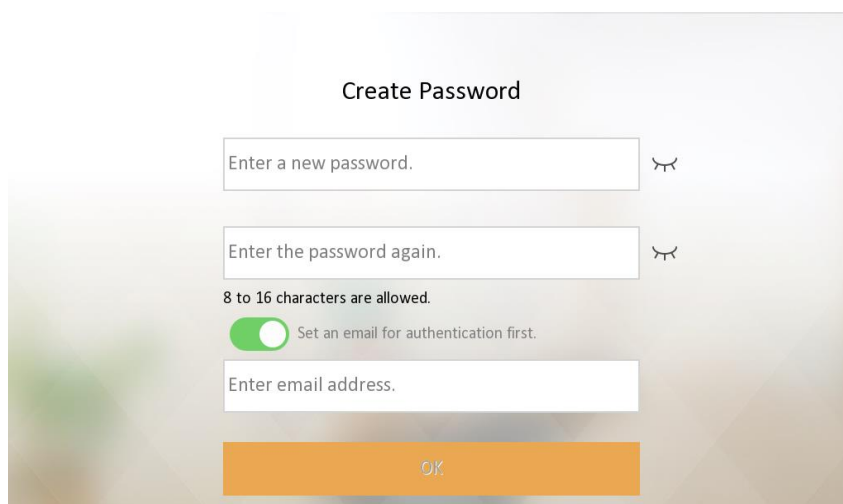 Create Password
Enter a new password.
Enter the password again.
8 to 16 characters are allowed.
Set an email for authentication first.
Enter email address.
OK